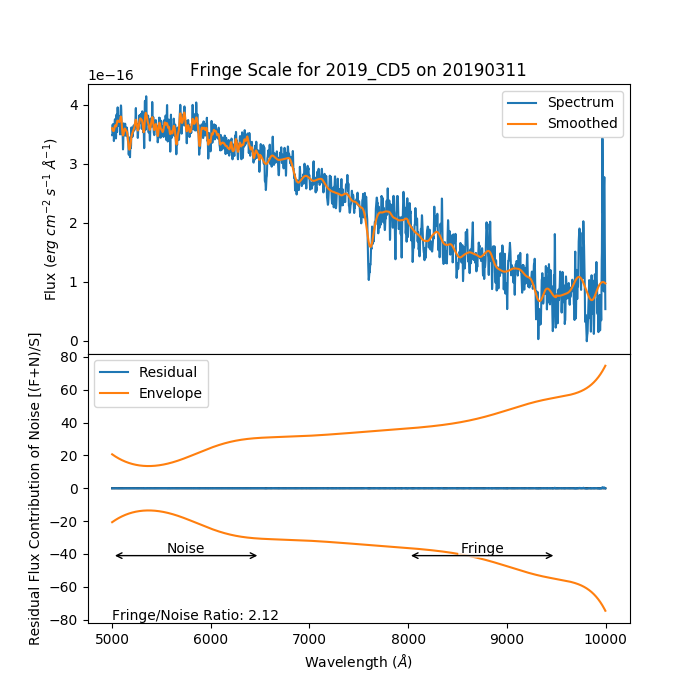 Fringe Scale for 2019_CD5 on 20190311
1e−16
Spectrum
Smoothed
4
3
2
1
0
Flux (erg cm⁻² s⁻¹ Å⁻¹)
Residual
Envelope
80
60
40
20
0
−20
−40
−60
−80
Residual Flux Contribution of Noise [(F+N)/S]
Noise
Fringe
Fringe/Noise Ratio: 2.12
5000 6000 7000 8000 9000 10000
Wavelength (Å)